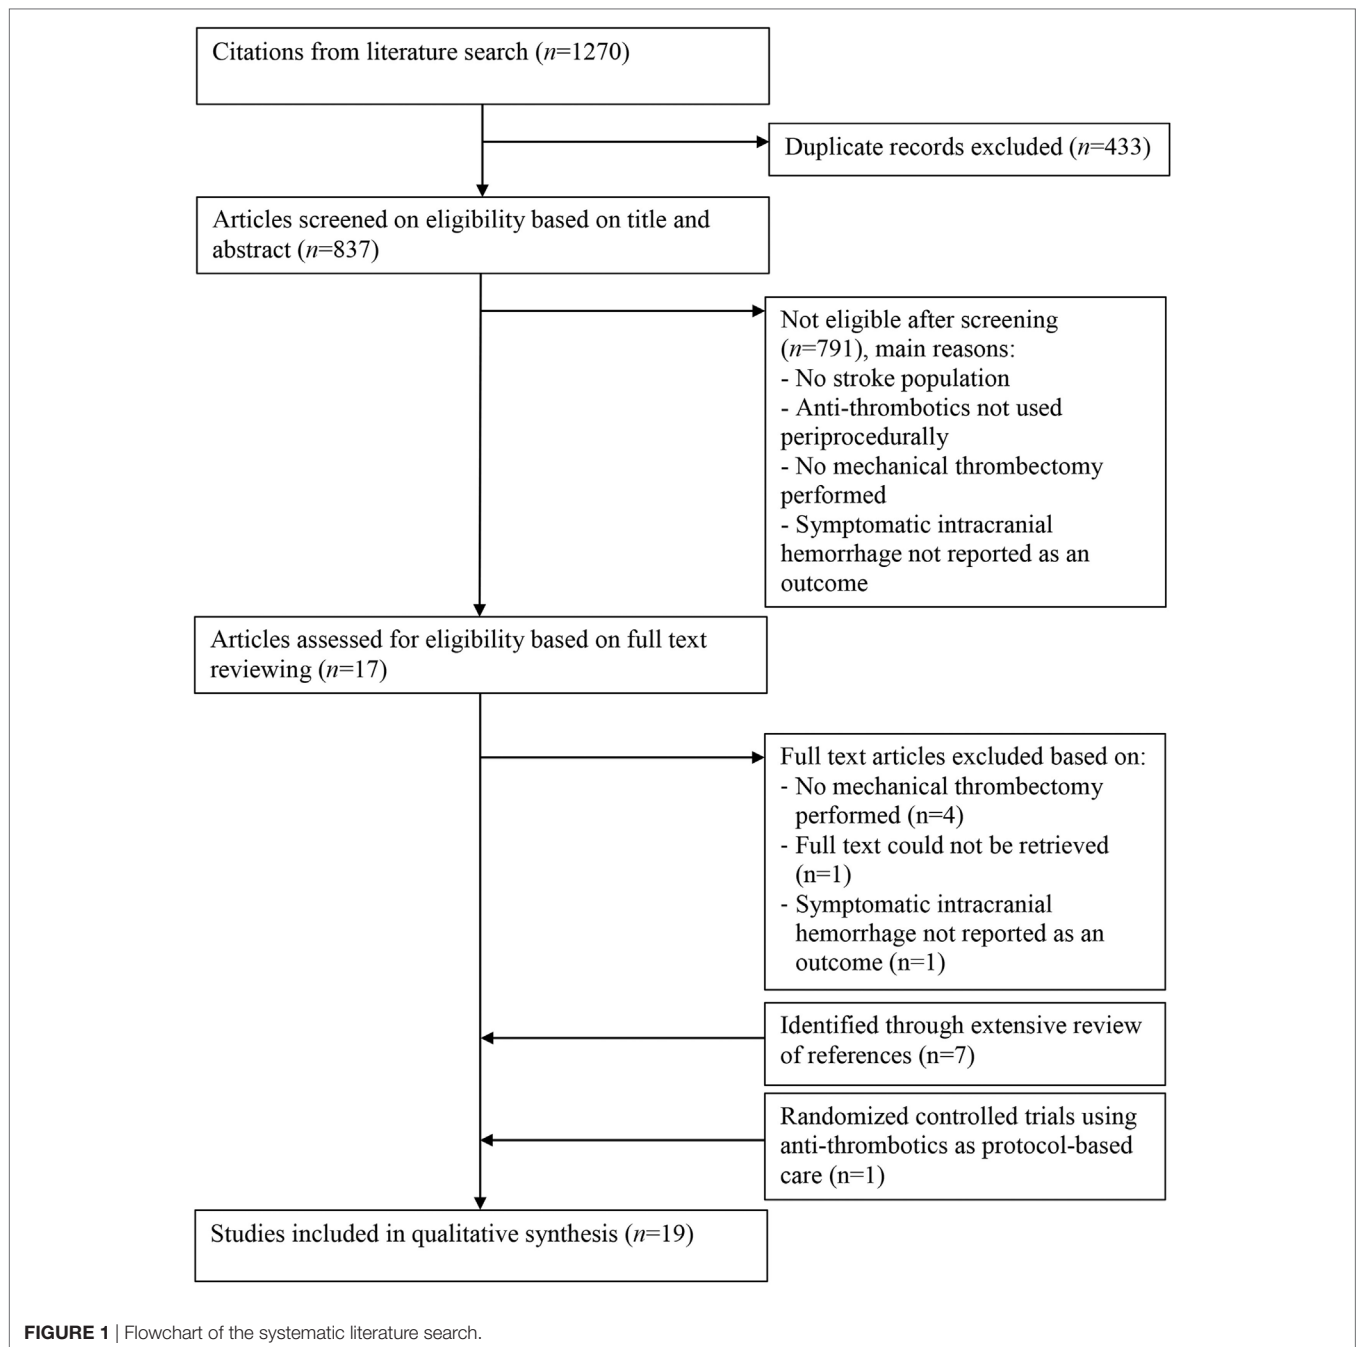 Citations from literature search (n=1270)
Duplicate records excluded (n=433)
Articles screened on eligibility based on title and
abstract (n=837)
Not eligible after screening
(n=791), main reasons:
- No stroke population
- Anti-thrombotics not used
periprocedurally
- No mechanical thrombectomy
performed
- Symptomatic intracranial
hemorrhage not reported as an
outcome
Articles assessed for eligibility based on full text
reviewing (n=17)
Full text articles excluded based on:
- No mechanical thrombectomy
performed (n=4)
- Full text could not be retrieved
(n=1)
- Symptomatic intracranial
hemorrhage not reported as an
outcome (n=1)
Identified through extensive review
of references (n=7)
Randomized controlled trials using
anti-thrombotics as protocol-based
care (n=1)
Studies included in qualitative synthesis (n=19)
FIGURE 1 | Flowchart of the systematic literature search.